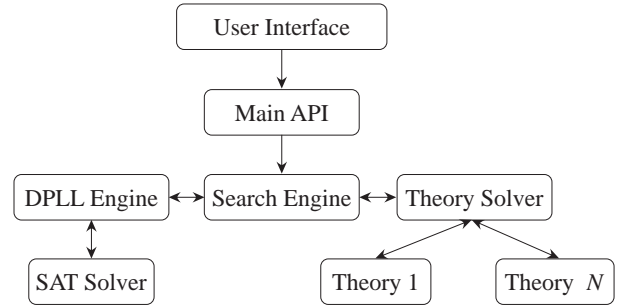 User Interface
Main API
DPLL Engine
Search Engine
Theory Solver
SAT Solver
Theory 1
Theory N